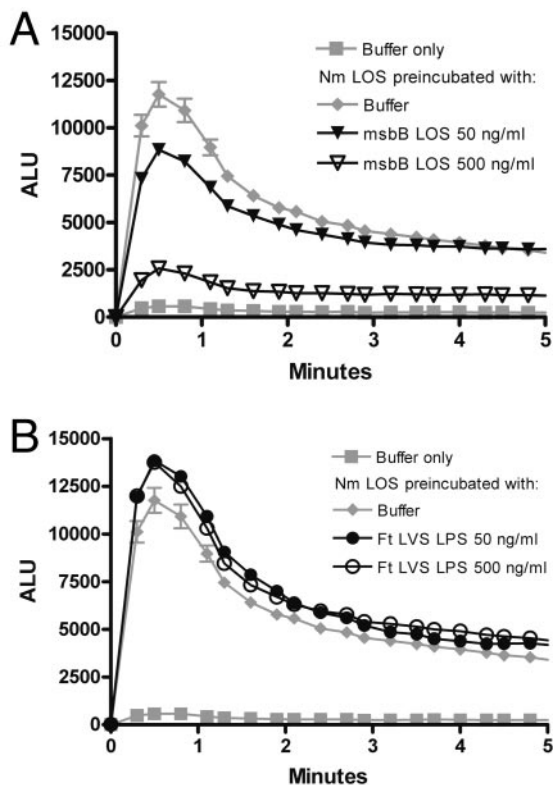 A
15000
12500
10000
7500
5000
2500
0
ALU
0 1 2 3 4 5
Minutes
Buffer only
Nm LOS preincubated with:
Buffer
msbB LOS 50 ng/ml
msbB LOS 500 ng/ml
B
15000
12500
10000
7500
5000
2500
0
ALU
0 1 2 3 4 5
Minutes
Buffer only
Nm LOS preincubated with:
Buffer
Ft LVS LPS 50 ng/ml
Ft LVS LPS 500 ng/ml